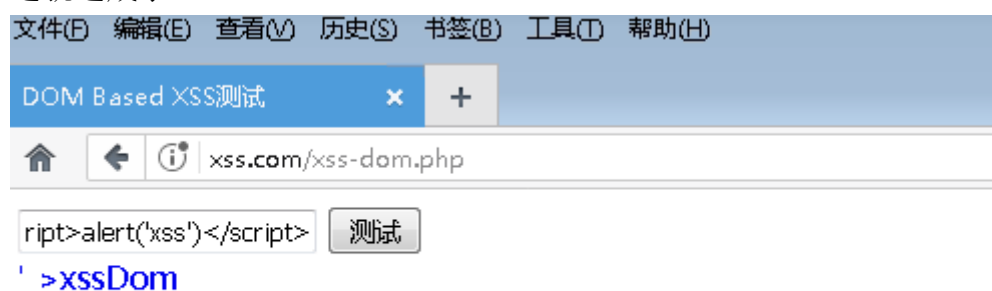 文件(F) 编辑(E) 查看(V) 历史(S) 书签(B) 工具(T) 帮助(H)
DOM Based XSS测试 × +
xss.com/xss-dom.php
ript>alert('xss')</script> 测试
' >xssDom